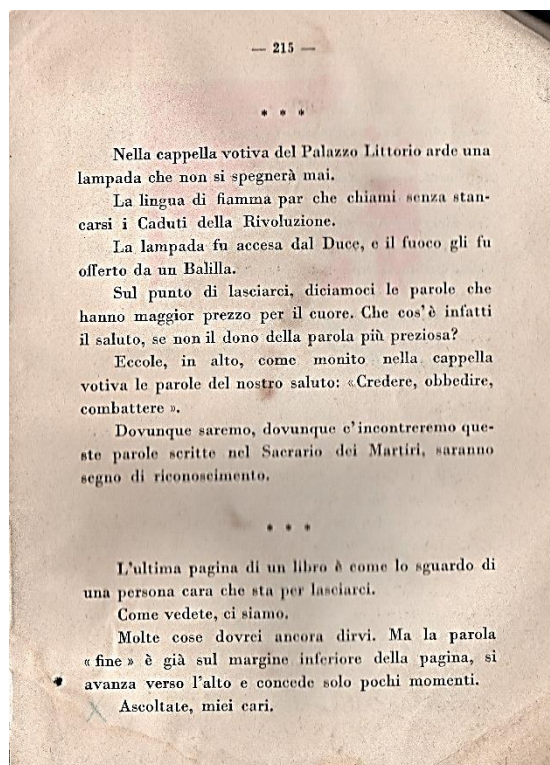 — 215 —
* * *
Nella cappella votiva del Palazzo Littorio arde una
lampada che non si spegnerà mai.
La lingua di fiamma par che chiami senza stan-
carsi i Caduti della Rivoluzione.
La lampada fu accesa dal Duce, e il fuoco gli fu
offerto da un Balilla.
Sul punto di lasciarci, diciamoci le parole che
hanno maggior prezzo per il cuore. Che cos'è infatti
il saluto, se non il dono della parola più preziosa?
Eccole, in alto, come monito nella cappella
votiva le parole del nostro saluto: «Credere, obbedire,
combattere ».
Dovunque saremo, dovunque c'incontreremo que-
ste parole scritte nel Sacrario dei Martiri, saranno
segno di riconoscimento.
* * *
L'ultima pagina di un libro è come lo sguardo di
una persona cara che sta per lasciarci.
Come vedete, ci siamo.
Molte cose dovrei ancora dirvi. Ma la parola
« fine » è già sul margine inferiore della pagina, si
avanza verso l'alto e concede solo pochi momenti.
Ascoltate, miei cari.